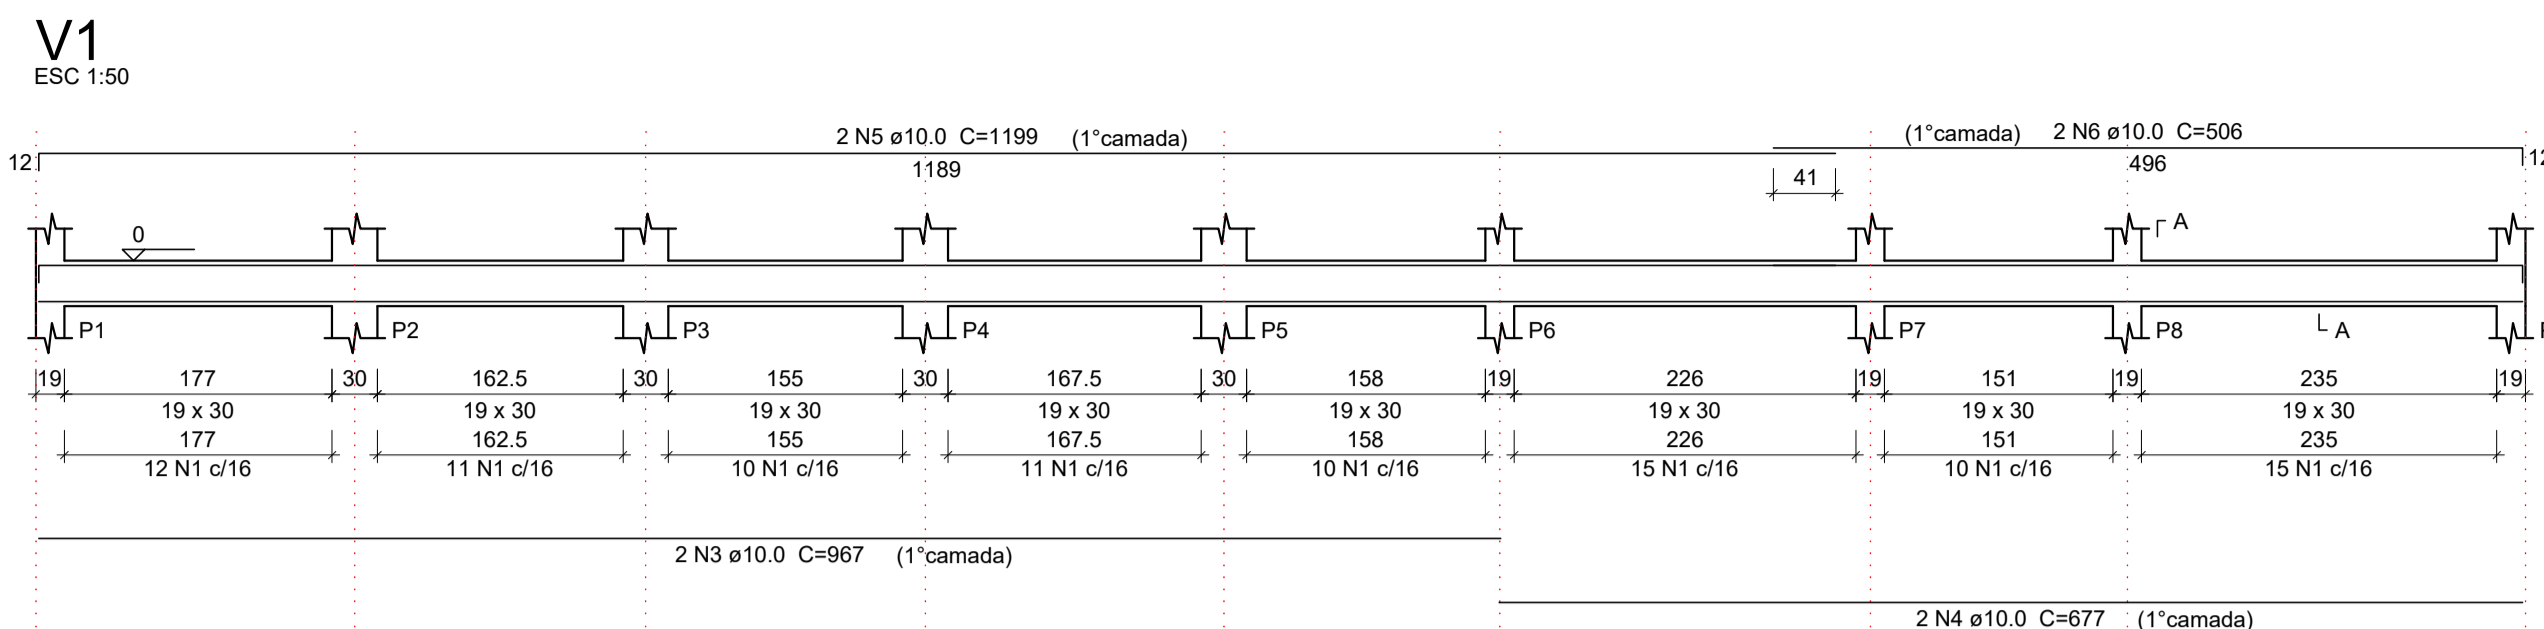 V1
ESC 1:50
2 N5 ø10.0 C=1199 (1°camada)
(1°camada) 2 N6 ø10.0 C=506
12
1189
496
12
41
0
A
P1 P2 P3 P4 P5 P6 P7 P8 A
19 177 30 162.5 30 155 30 167.5 30 158 19 226 19 151 19 235 19
19 x 30 19 x 30 19 x 30 19 x 30 19 x 30 19 x 30 19 x 30 19 x 30
177 162.5 155 167.5 158 226 151 235
12 N1 c/16 11 N1 c/16 10 N1 c/16 11 N1 c/16 10 N1 c/16 15 N1 c/16 10 N1 c/16 15 N1 c/16
2 N3 ø10.0 C=967 (1°camada)
2 N4 ø10.0 C=677 (1°camada)